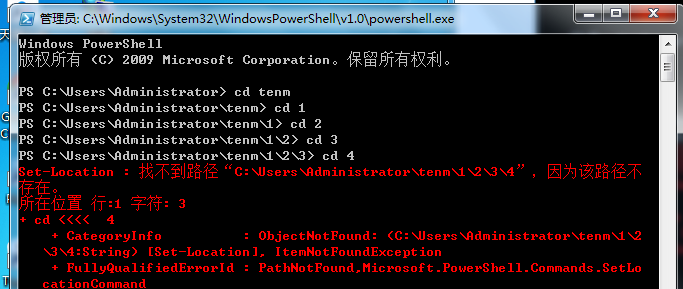 管理员: C:\Windows\System32\WindowsPowerShell\v1.0\powershell.exe
Windows PowerShell
版权所有 (C) 2009 Microsoft Corporation。保留所有权利。
PS C:\Users\Administrator> cd tenm
PS C:\Users\Administrator\tenm> cd 1
PS C:\Users\Administrator\tenm\1> cd 2
PS C:\Users\Administrator\tenm\1\2> cd 3
PS C:\Users\Administrator\tenm\1\2\3> cd 4
Set-Location : 找不到路径“C:\Users\Administrator\tenm\1\2\3\4”，因为该路径不
存在。
所在位置 行:1 字符: 3
+ cd <<<<  4
+ CategoryInfo : ObjectNotFound: (C:\Users\Administrator\tenm\1\2
\3\4:String) [Set-Location], ItemNotFoundException
+ FullyQualifiedErrorId : PathNotFound,Microsoft.PowerShell.Commands.SetLo
cationCommand